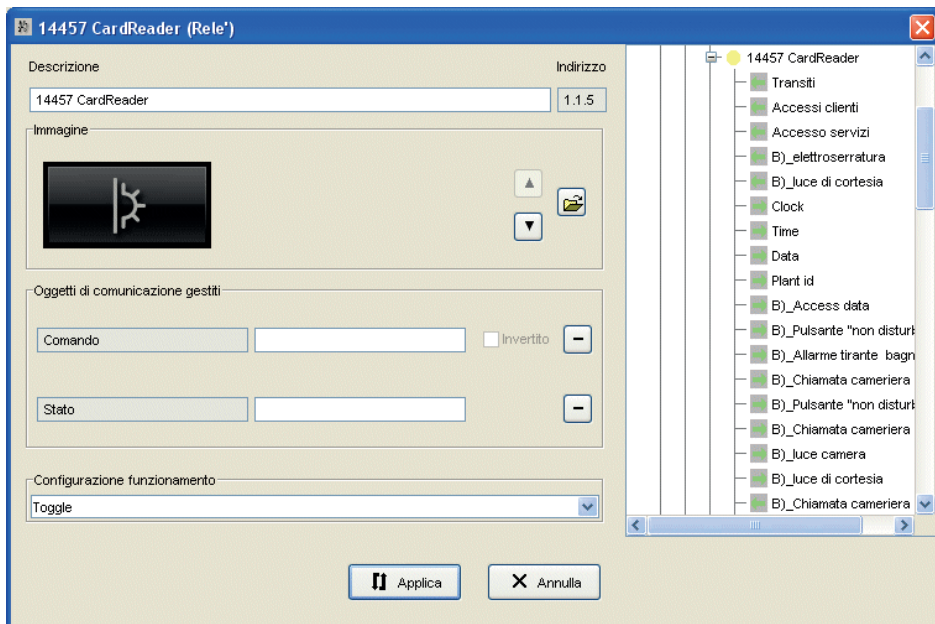 14457 CardReader (Rele')
Descrizione
Indirizzo
14457 CardReader
1.1.5
Immagine
Oggetti di comunicazione gestiti
Comando
Invertito
Stato
Configurazione funzionamento
Toggle
Applica
Annulla
14457 CardReader
Transiti
Accessi clienti
Accesso servizi
B)_elettroserratura
B)_luce di cortesia
Clock
Time
Data
Plant id
B)_Access data
B)_Pulsante "non disturb
B)_Allarme tirante bagn
B)_Chiamata cameriera
B)_Pulsante "non disturb
B)_Chiamata cameriera
B)_luce camera
B)_luce di cortesia
B)_Chiamata cameriera